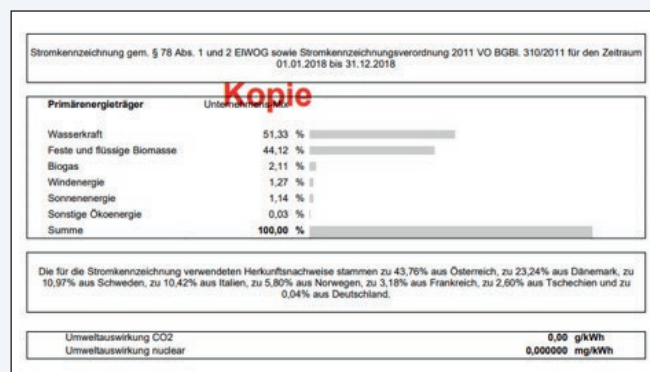 Stromkennzeichnung gem. § 78 Abs. 1 und 2 ElWOG sowie Stromkennzeichnungsverordnung 2011 VO BGBl. 310/2011 für den Zeitraum
01.01.2018 bis 31.12.2018
Kopie
Primärenergieträger Unternehmens-Mix
Wasserkraft 51,33 %
Feste und flüssige Biomasse 44,12 %
Biogas 2,11 %
Windenergie 1,27 %
Sonnenenergie 1,14 %
Sonstige Ökoenergie 0,03 %
Summe 100,00 %
Die für die Stromkennzeichnung verwendeten Herkunftsnachweise stammen zu 43,76% aus Österreich, zu 23,24% aus Dänemark, zu
10,97% aus Schweden, zu 10,42% aus Italien, zu 5,80% aus Norwegen, zu 3,18% aus Frankreich, zu 2,60% aus Tschechien und zu
0,04% aus Deutschland.
Umweltauswirkung CO2 0,00 g/kWh
Umweltauswirkung nuclear 0,000000 mg/kWh